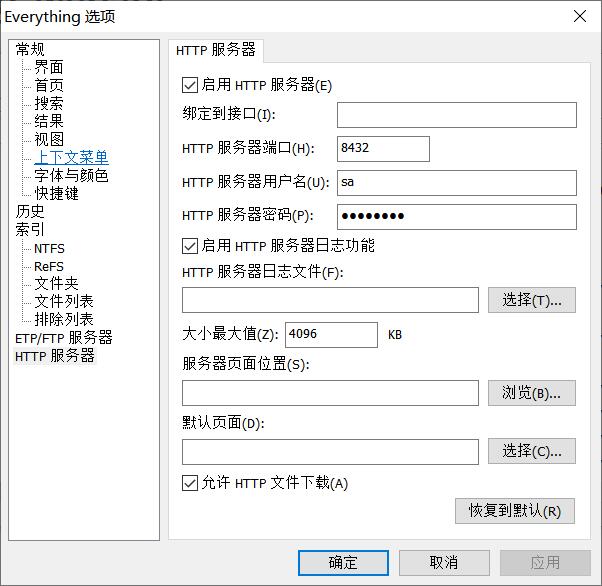 Everything 选项
常规
界面
首页
搜索
结果
视图
上下文菜单
字体与颜色
快捷键
历史
索引
NTFS
ReFS
文件夹
文件列表
排除列表
ETP/FTP 服务器
HTTP 服务器
HTTP 服务器
启用 HTTP 服务器(E)
绑定到接口(I):
HTTP 服务器端口(H): 8432
HTTP 服务器用户名(U): sa
HTTP 服务器密码(P): ●●●●●●●●
启用 HTTP 服务器日志功能
HTTP 服务器日志文件(F):
选择(T)...
大小最大值(Z): 4096 KB
服务器页面位置(S):
浏览(B)...
默认页面(D):
选择(C)...
允许 HTTP 文件下载(A)
恢复到默认(R)
确定 取消 应用